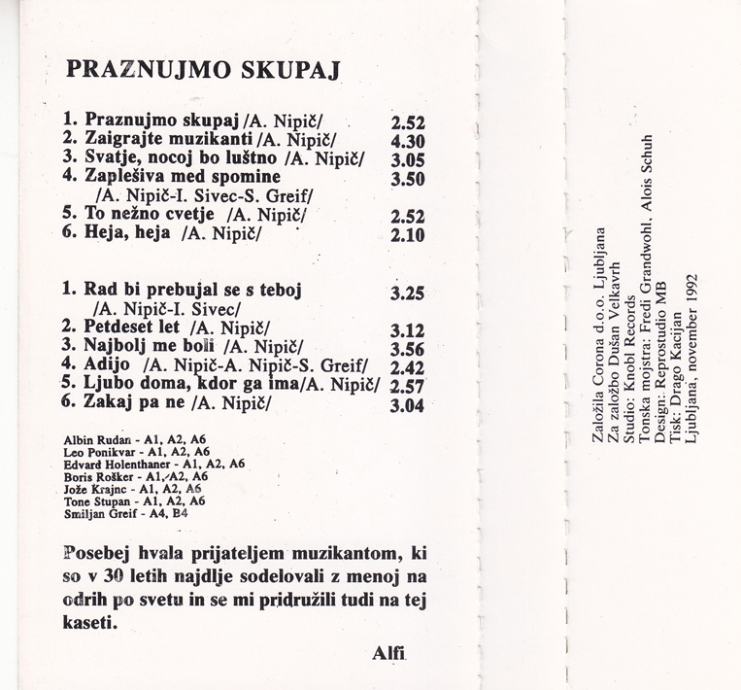 PRAZNUJMO SKUPAJ
1. Praznujmo skupaj /A. Nipič/ 2.52
2. Zaigrajte muzikanti /A. Nipič/ 4.30
3. Svatje, nocoj bo luštno /A. Nipič/ 3.05
4. Zaplešiva med spomine 3.50
/A. Nipič-I. Sivec-S. Greif/
5. To nežno cvetje /A. Nipič/ 2.52
6. Heja, heja /A. Nipič/ 2.10
1. Rad bi prebujal se s teboj 3.25
/A. Nipič-I. Sivec/
2. Petdeset let /A. Nipič/ 3.12
3. Najbolj me boli /A. Nipič/ 3.56
4. Adijo /A. Nipič-A. Nipič-S. Greif/ 2.42
5. Ljubo doma, kdor ga ima/A. Nipič/ 2.57
6. Zakaj pa ne /A. Nipič/ 3.04
Albin Rudan - A1, A2, A6
Leo Ponikvar - A1, A2, A6
Edvard Holenthaner - A1, A2, A6
Boris Rošker - A1, A2, A6
Jože Krajnc - A1, A2, A6
Tone Stupan - A1, A2, A6
Smiljan Greif - A4, B4
Posebej hvala prijateljem muzikantom, ki
so v 30 letih najdlje sodelovali z menoj na
odrih po svetu in se mi pridružili tudi na tej
kaseti.
Alfi
Založila Corona d.o.o. Ljubljana
Za založbo Dušan Velkavrh
Studio: Knobl Records
Tonska mojstra: Fredi Grandwohl, Alois Schuh
Design: Reprostudio MB
Tisk: Drago Kacijan
Ljubljana, november 1992